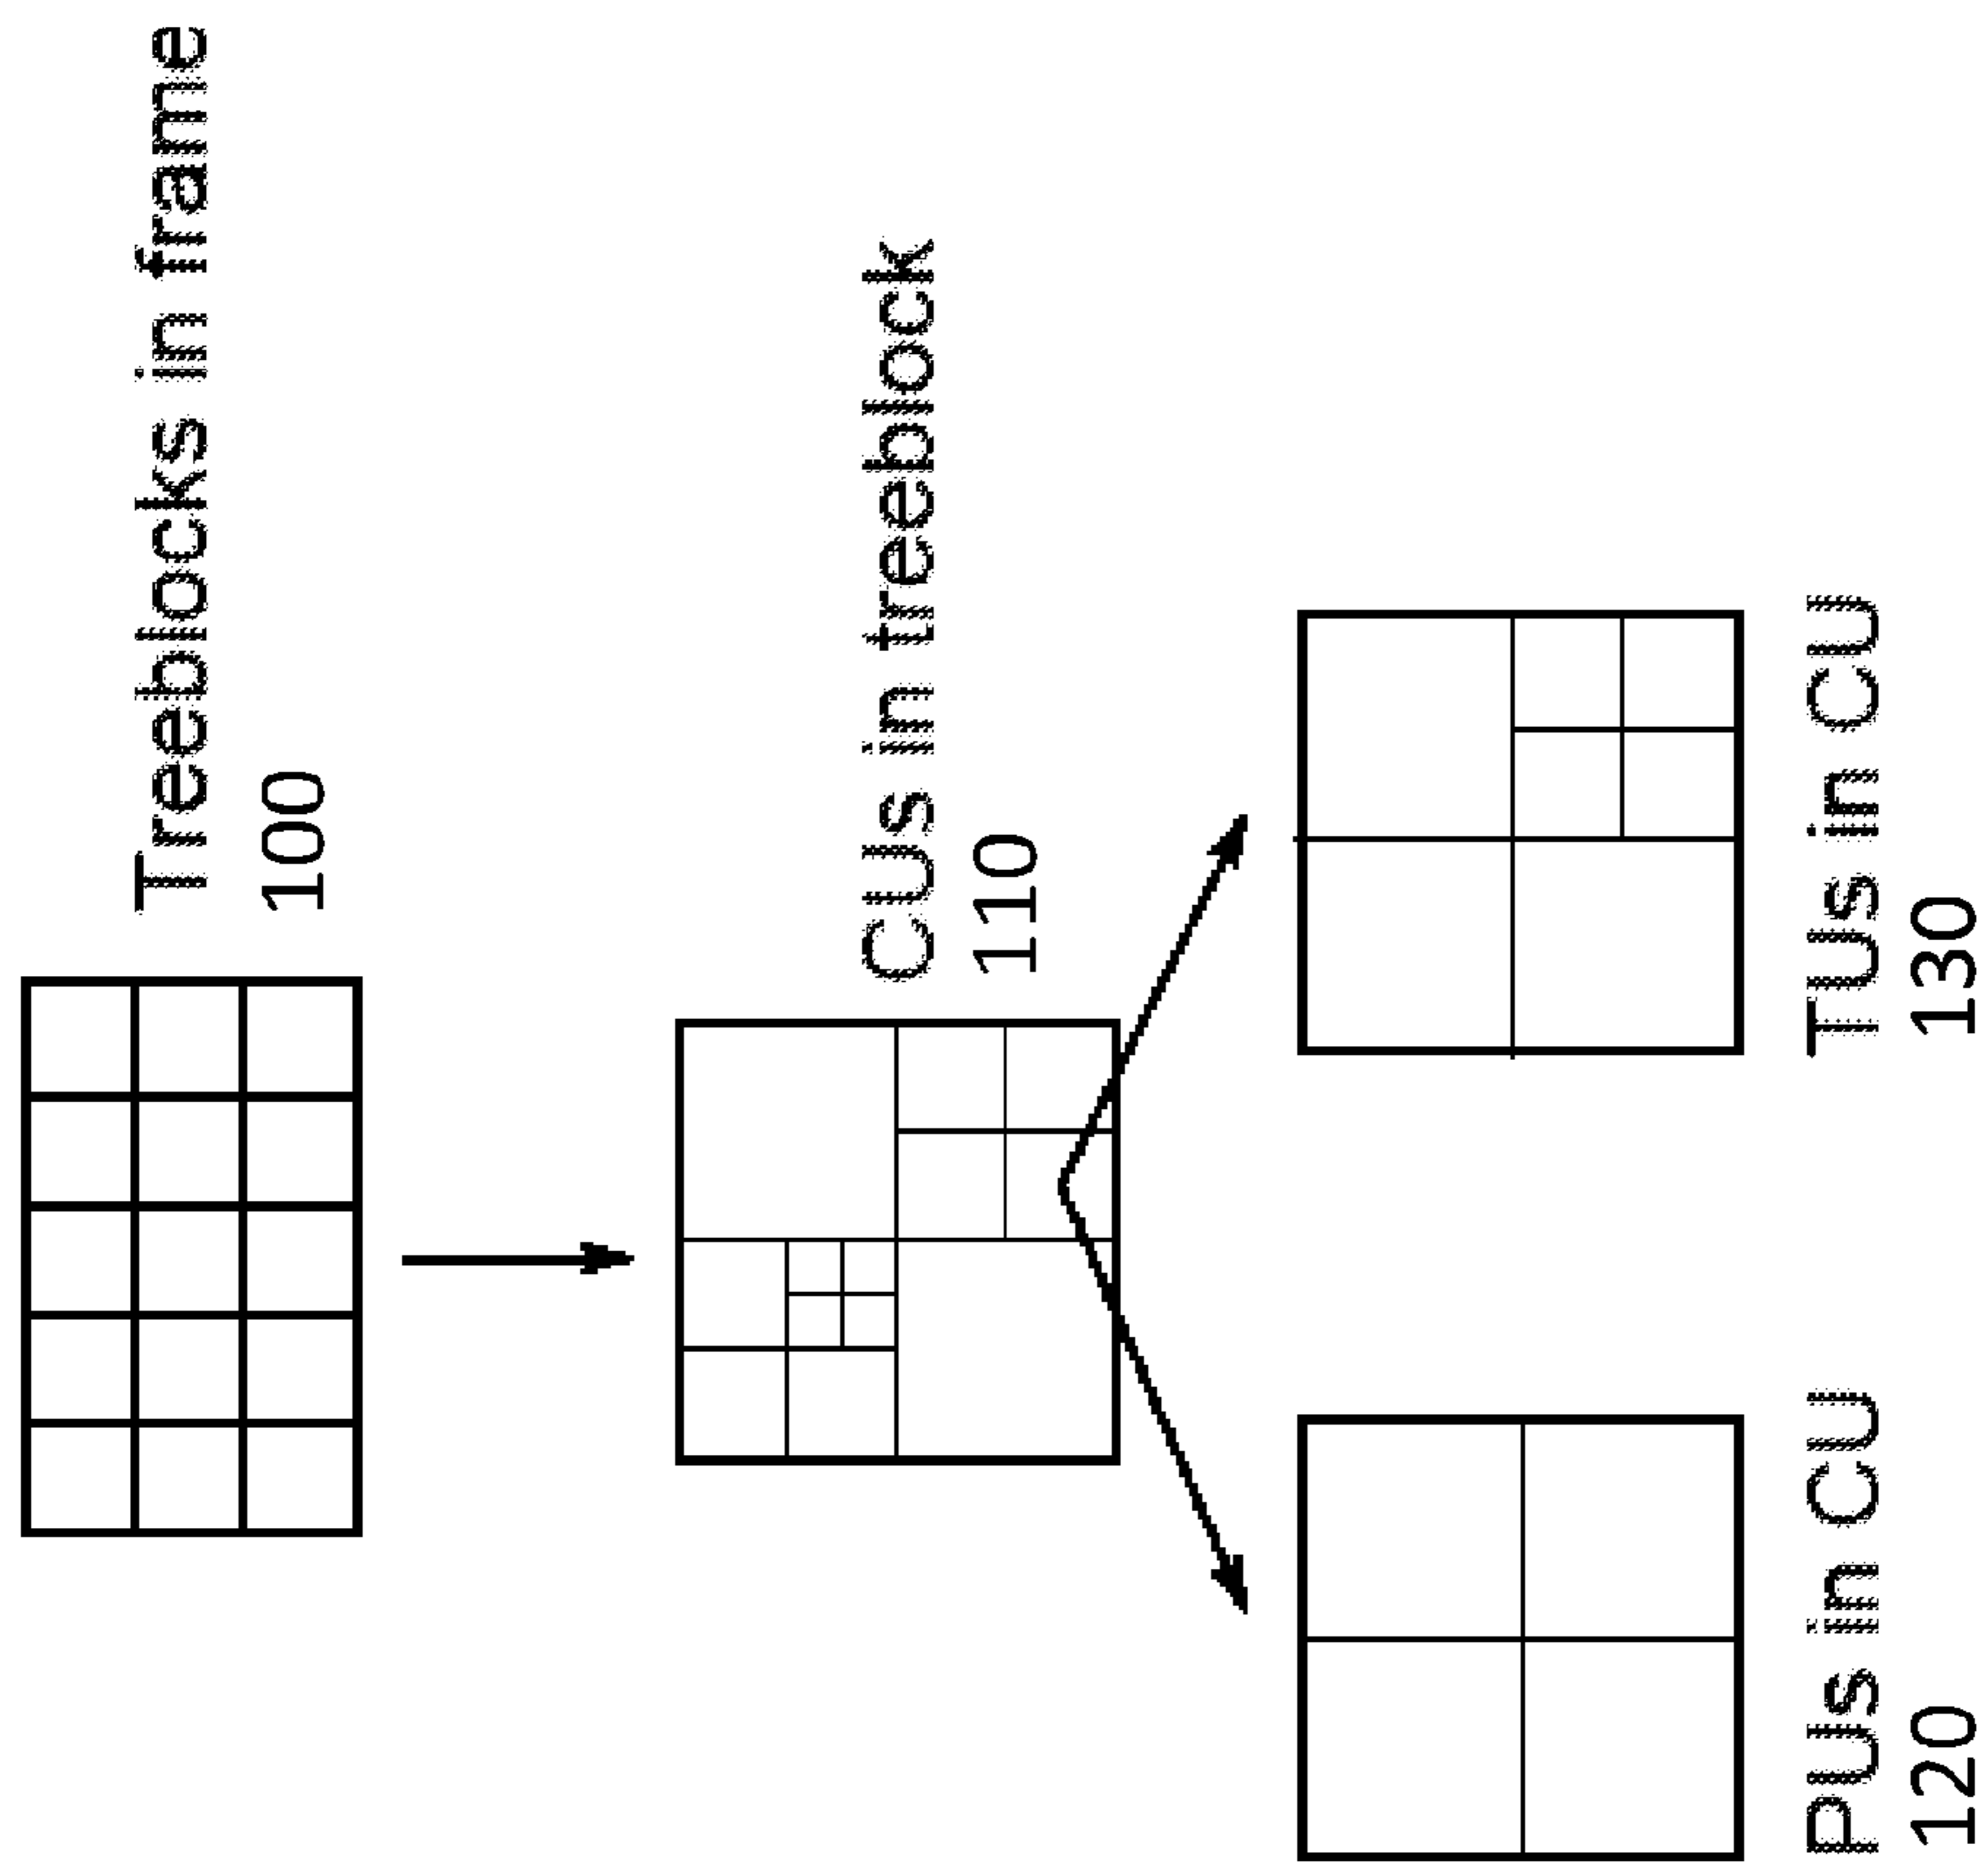 Treeblocks in frame
100
CUs in treeblock
110
PUs in CU
120
TUs in CU
130